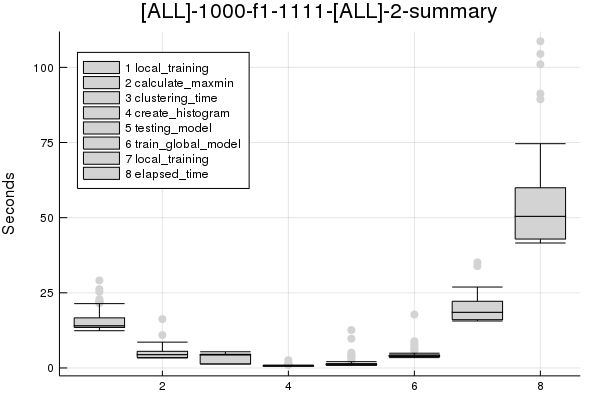 [ALL]-1000-f1-1111-[ALL]-2-summary
1 local_training
2 calculate_maxmin
3 clustering_time
4 create_histogram
5 testing_model
6 train_global_model
7 local_training
8 elapsed_time
Seconds
100
75
50
25
0
2 4 6 8